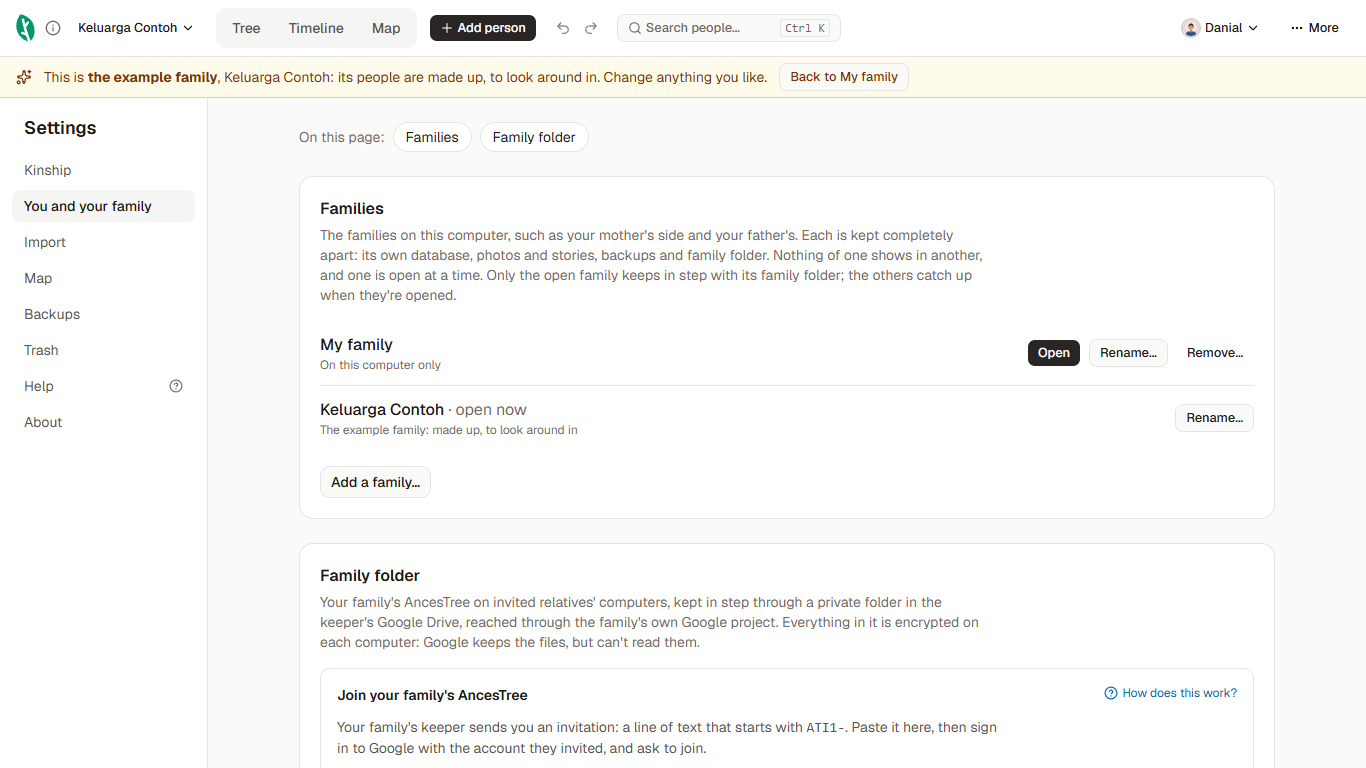 Keluarga Contoh
Tree
Timeline
Map
Add person
Search people...
Ctrl K
Danial
More
This is the example family, Keluarga Contoh: its people are made up, to look around in. Change anything you like.
Back to My family
Settings
Kinship
You and your family
Import
Map
Backups
Trash
Help
About
On this page:
Families
Family folder
Families
The families on this computer, such as your mother's side and your father's. Each is kept completely
apart: its own database, photos and stories, backups and family folder. Nothing of one shows in another,
and one is open at a time. Only the open family keeps in step with its family folder; the others catch up
when they're opened.
My family
On this computer only
Open
Rename...
Remove...
Keluarga Contoh · open now
The example family: made up, to look around in
Rename...
Add a family...
Family folder
Your family's AncesTree on invited relatives' computers, kept in step through a private folder in the
keeper's Google Drive, reached through the family's own Google project. Everything in it is encrypted on
each computer: Google keeps the files, but can't read them.
Join your family's AncesTree
How does this work?
Your family's keeper sends you an invitation: a line of text that starts with ATI1-. Paste it here, then sign
in to Google with the account they invited, and ask to join.